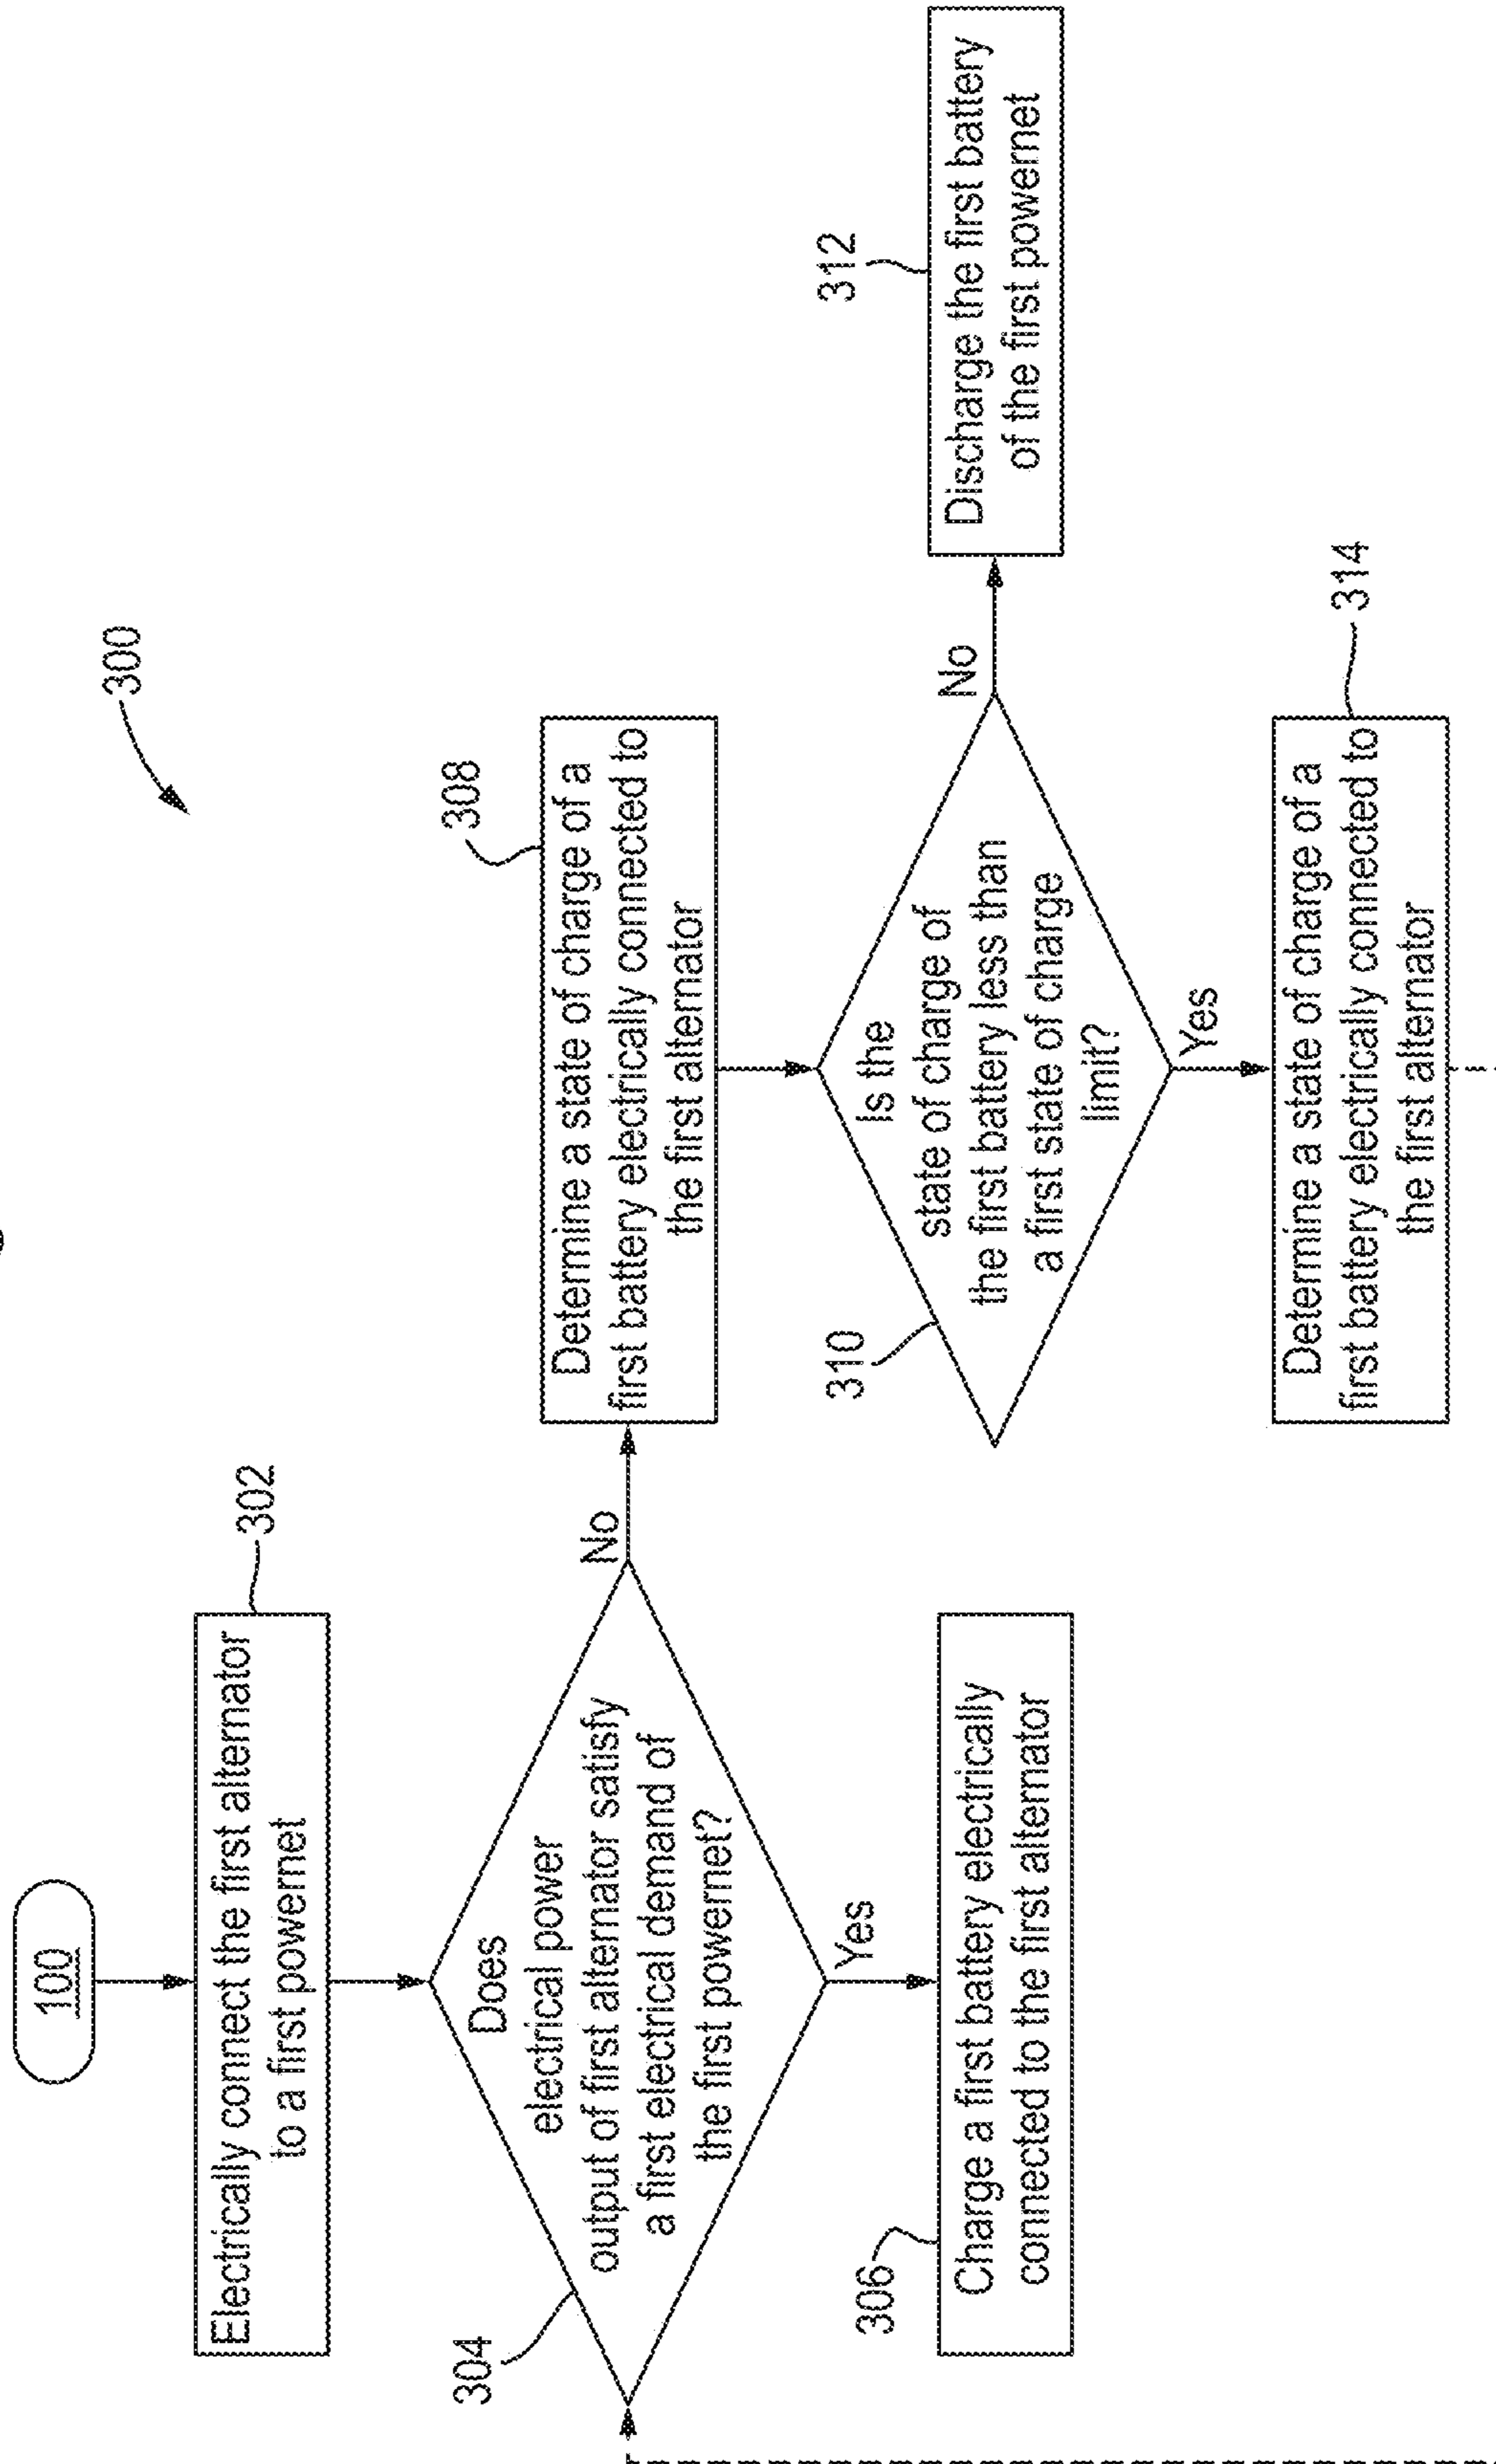 300
100
302
Electrically connect the first alternator
to a first powernet
304
Does
electrical power
output of first alternator satisfy
a first electrical demand of
the first powernet?
No
Yes
306
Charge a first battery electrically
connected to the first alternator
308
Determine a state of charge of a
first battery electrically connected to
the first alternator
310
Is the
state of charge of
the first battery less than
a first state of charge
limit?
No
Yes
312
Discharge the first battery
of the first powernet
314
Determine a state of charge of a
first battery electrically connected to
the first alternator